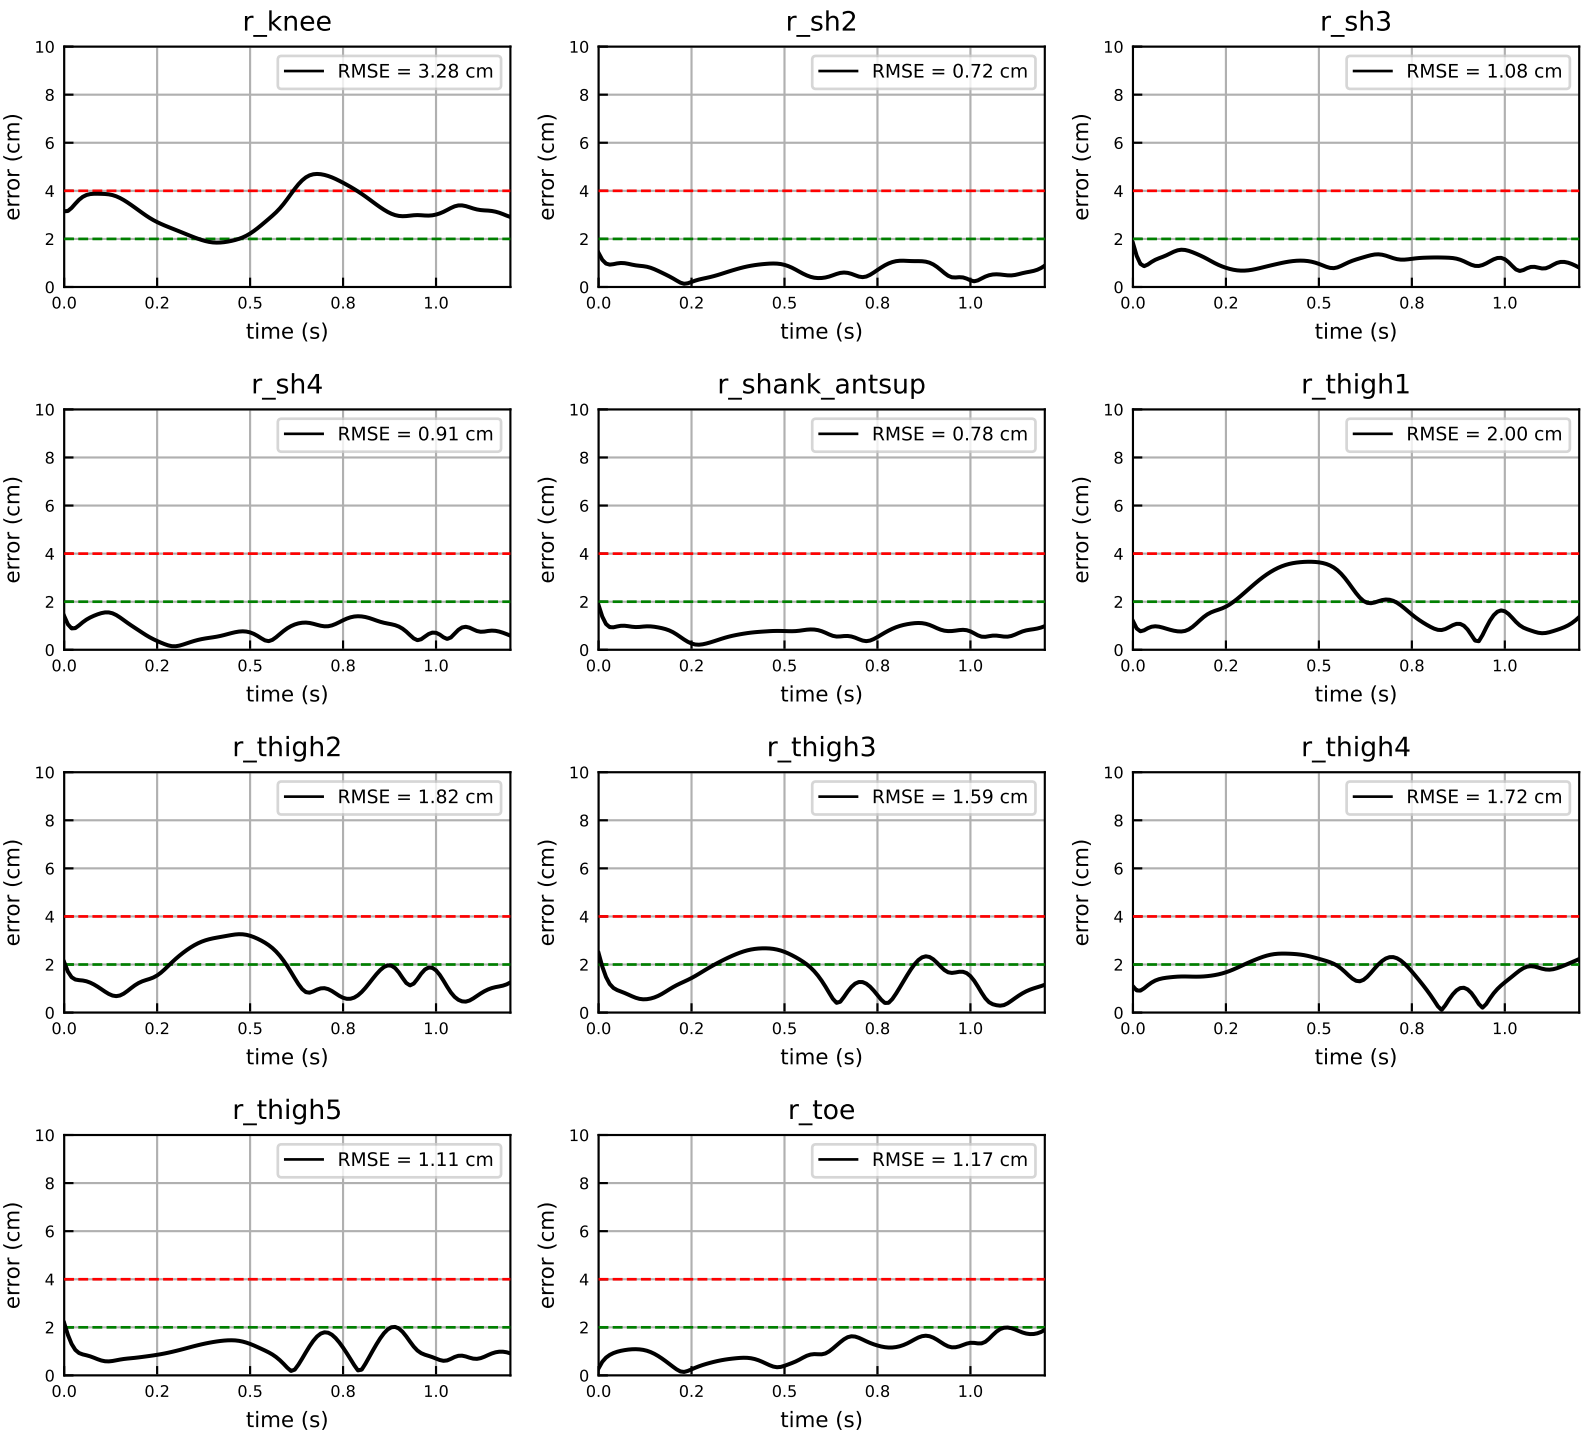 r_knee
10
8
6
4
2
0
error (cm)
RMSE = 3.28 cm
0.0 0.2 0.5 0.8 1.0
time (s)
r_sh2
10
8
6
4
2
0
error (cm)
RMSE = 0.72 cm
0.0 0.2 0.5 0.8 1.0
time (s)
r_sh3
10
8
6
4
2
0
error (cm)
RMSE = 1.08 cm
0.0 0.2 0.5 0.8 1.0
time (s)
r_sh4
10
8
6
4
2
0
error (cm)
RMSE = 0.91 cm
0.0 0.2 0.5 0.8 1.0
time (s)
r_shank_antsup
10
8
6
4
2
0
error (cm)
RMSE = 0.78 cm
0.0 0.2 0.5 0.8 1.0
time (s)
r_thigh1
10
8
6
4
2
0
error (cm)
RMSE = 2.00 cm
0.0 0.2 0.5 0.8 1.0
time (s)
r_thigh2
10
8
6
4
2
0
error (cm)
RMSE = 1.82 cm
0.0 0.2 0.5 0.8 1.0
time (s)
r_thigh3
10
8
6
4
2
0
error (cm)
RMSE = 1.59 cm
0.0 0.2 0.5 0.8 1.0
time (s)
r_thigh4
10
8
6
4
2
0
error (cm)
RMSE = 1.72 cm
0.0 0.2 0.5 0.8 1.0
time (s)
r_thigh5
10
8
6
4
2
0
error (cm)
RMSE = 1.11 cm
0.0 0.2 0.5 0.8 1.0
time (s)
r_toe
10
8
6
4
2
0
error (cm)
RMSE = 1.17 cm
0.0 0.2 0.5 0.8 1.0
time (s)